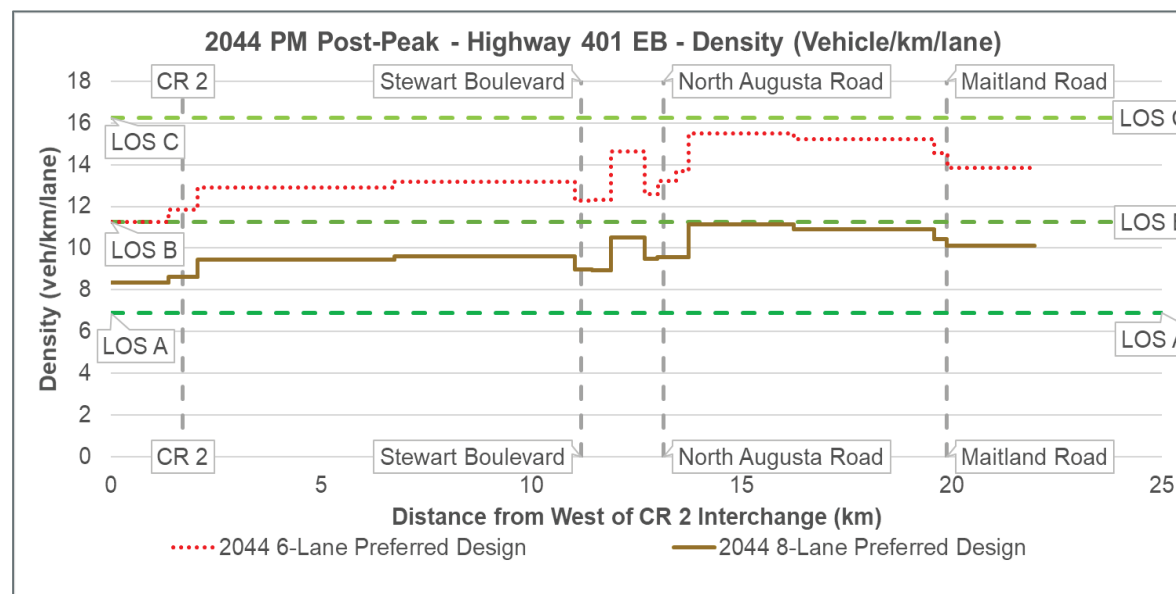 2044 PM Post-Peak - Highway 401 EB - Density (Vehicle/km/lane)
Density (veh/km/lane)
18
16
14
12
10
8
6
4
2
0
CR 2
Stewart Boulevard
North Augusta Road
Maitland Road
LOS C
LOS B
LOS A
LOS
LOS
LOS
CR 2
Stewart Boulevard
North Augusta Road
Maitland Road
0
5
10
15
20
25
Distance from West of CR 2 Interchange (km)
2044 6-Lane Preferred Design
2044 8-Lane Preferred Design